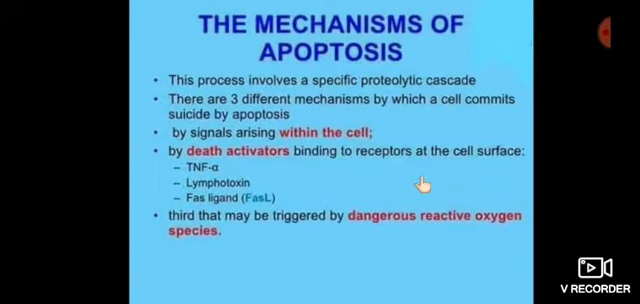 THE MECHANISMS OF
APOPTOSIS
• This process involves a specific proteolytic cascade
• There are 3 different mechanisms by which a cell commits
suicide by apoptosis
• by signals arising within the cell;
• by death activators binding to receptors at the cell surface:
– TNF-α
– Lymphotoxin
– Fas ligand (FasL)
• third that may be triggered by dangerous reactive oxygen
species.
V RECORDER